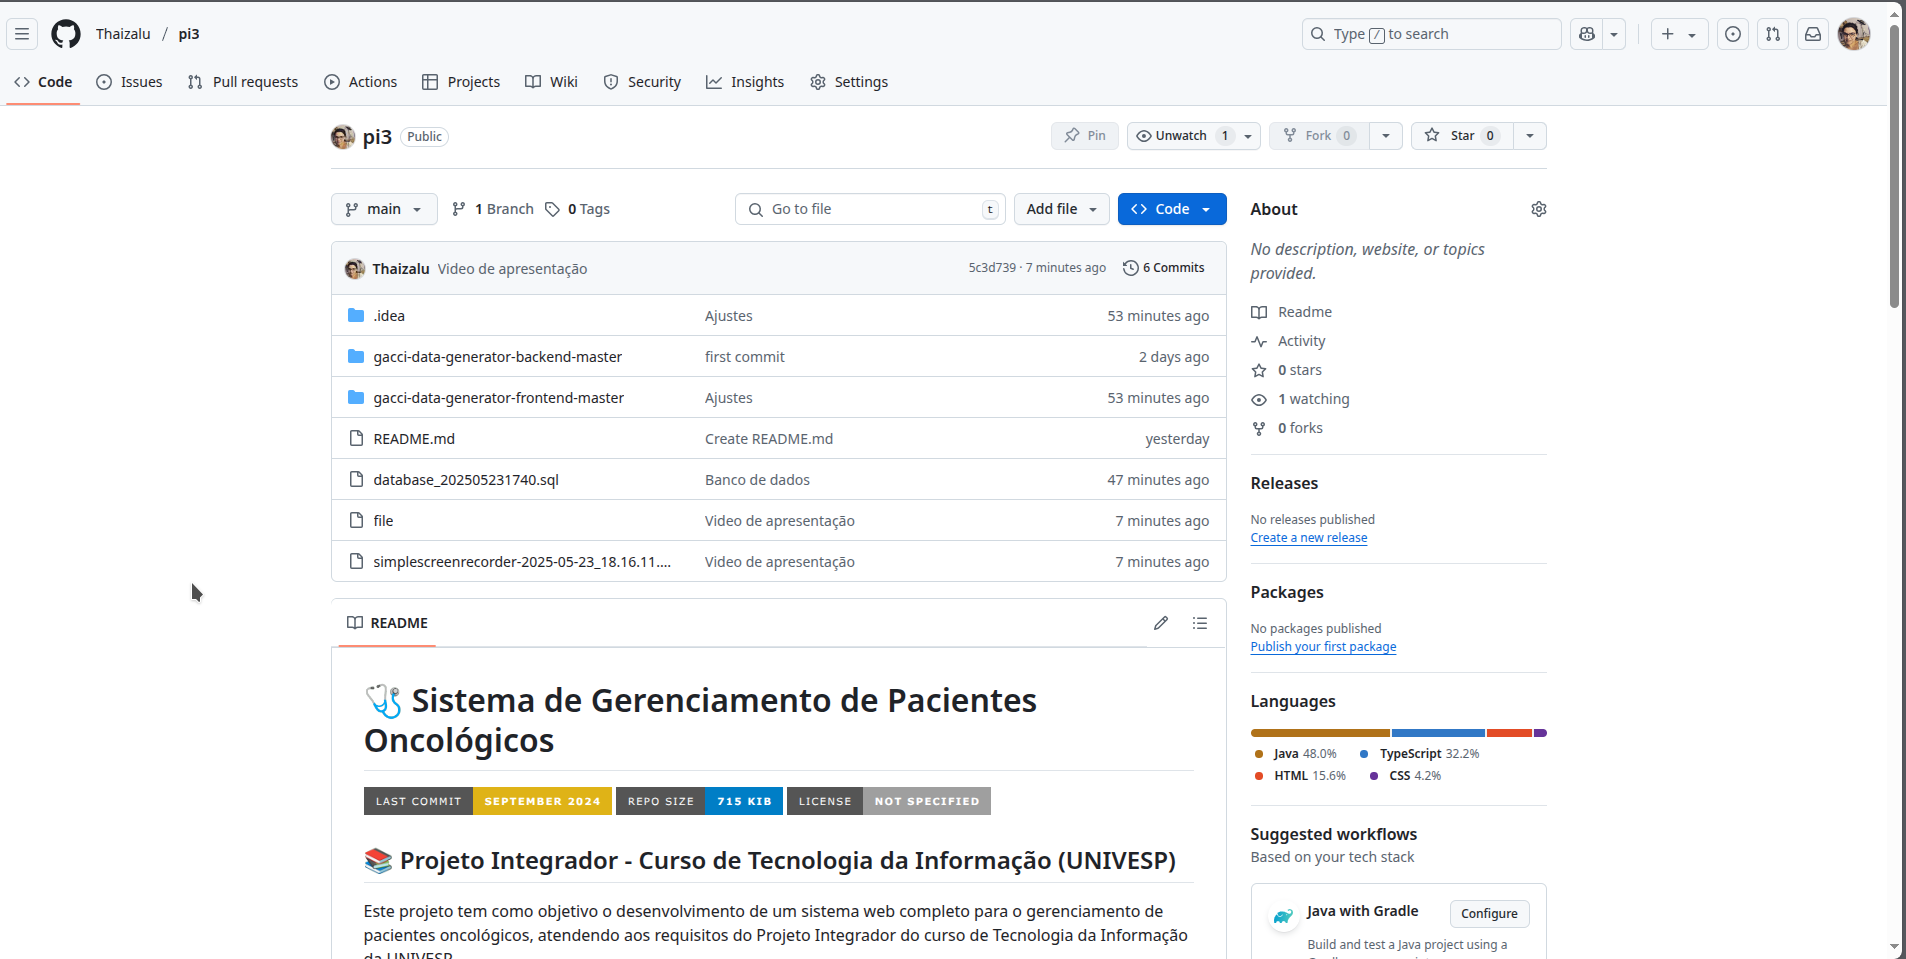 Thaizalu / pi3
Type / to search
Code Issues Pull requests Actions Projects Wiki Security Insights Settings
pi3 Public
Pin Unwatch 1 Fork 0 Star 0
main 1 Branch 0 Tags Go to file t Add file Code
Thaizalu Video de apresentação 5c3d739 · 7 minutes ago 6 Commits
.idea Ajustes 53 minutes ago
gacci-data-generator-backend-master first commit 2 days ago
gacci-data-generator-frontend-master Ajustes 53 minutes ago
README.md Create README.md yesterday
database_202505231740.sql Banco de dados 47 minutes ago
file Video de apresentação 7 minutes ago
simplescreenrecorder-2025-05-23_18.16.11.... Video de apresentação 7 minutes ago
README
Sistema de Gerenciamento de Pacientes
Oncológicos
LAST COMMIT SEPTEMBER 2024 REPO SIZE 715 KIB LICENSE NOT SPECIFIED
Projeto Integrador - Curso de Tecnologia da Informação (UNIVESP)
Este projeto tem como objetivo o desenvolvimento de um sistema web completo para o gerenciamento de
pacientes oncológicos, atendendo aos requisitos do Projeto Integrador do curso de Tecnologia da Informação
da UNIVESP
About
No description, website, or topics
provided.
Readme
Activity
0 stars
1 watching
0 forks
Releases
No releases published
Create a new release
Packages
No packages published
Publish your first package
Languages
Java 48.0% TypeScript 32.2%
HTML 15.6% CSS 4.2%
Suggested workflows
Based on your tech stack
Java with Gradle Configure
Build and test a Java project using a